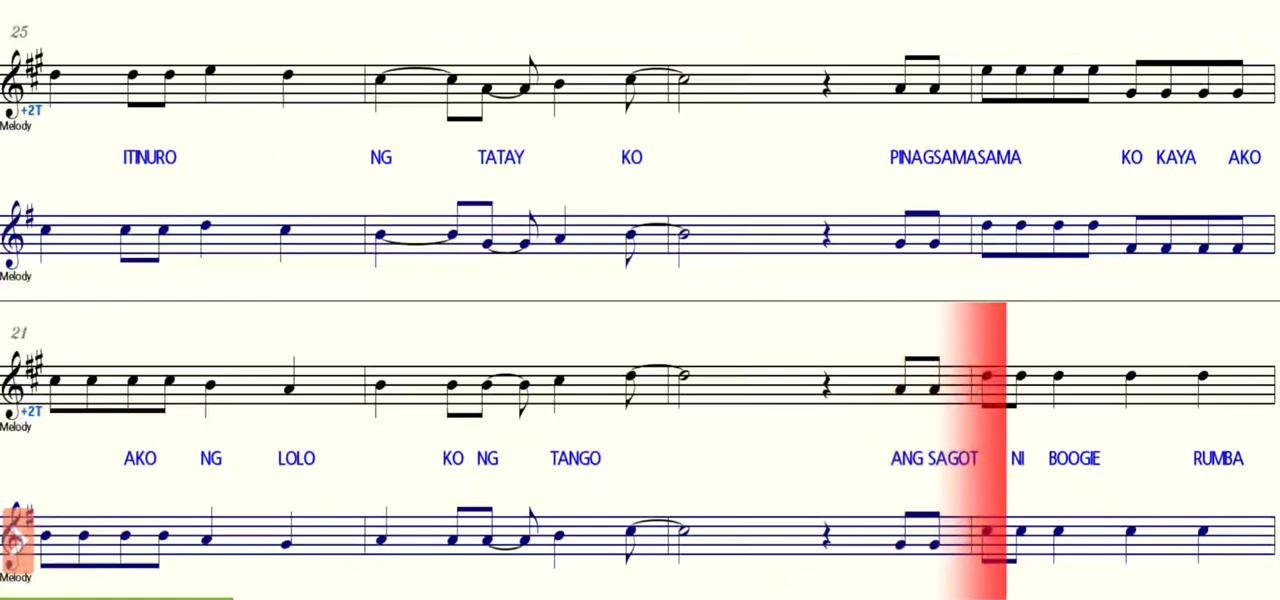 25
+2T
Melody
ITINURO NG TATAY KO PINAGSAMASAMA KO KAYA AKO
Melody
21
+2T
Melody
AKO NG LOLO KO NG TANGO ANG SAGOT NI BOOGIE RUMBA
Melody